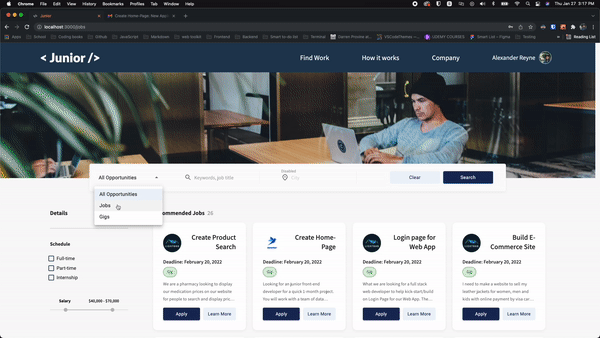 Chrome File Edit View History Bookmarks Profiles Tab Window Help Thu Jan 27 3:17 PM
Junior Create Home-Page: New App
localhost:3000/jobs
Apps School Coding hacks Github JavaScript Markdown web toolkit Frontend Backend Smart to-do list Terminal UDEMY COURSES Smart List – Figma Testing Reading List
< Junior /> Find Work How it works Company Alexander Reyne
All Opportunities Keywords, job title City Clear Search
All Opportunities
Jobs
Gigs
Details
commended Jobs 26
Schedule
Full-time
Part-time
Internship
Salary $40,000 - $70,000
Create Product Search
Deadline: February 20, 2022
Gig
We are a pharmacy looking to display our medication prices on our website for people to search and display pric...
Apply Learn More
Create Home-Page
Deadline: February 20, 2022
Gig
Looking for an junior front-end developer for a quick 1-month project. You will work with a team of data...
Apply Learn More
Login page for Web App
Deadline: February 20, 2022
Gig
What we are looking for a full stack web developer to help kick start/build on Login Page for our Web App. The...
Apply Learn More
Build E-Commerce Site
Deadline: February 20, 2022
Gig
I need to make a website to sell my leather jackets for women, men and kids with online payment by visa car...
Apply Learn More